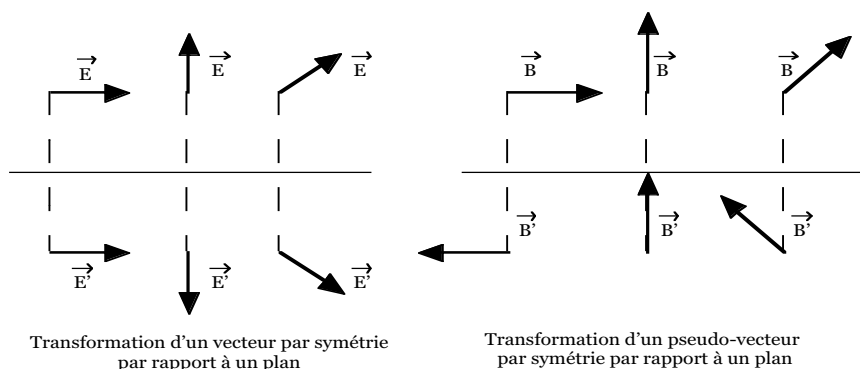 E
E
E
E'
E'
E'
Transformation d'un vecteur par symétrie
par rapport à un plan
B
B
B
B'
B'
B'
Transformation d'un pseudo-vecteur
par symétrie par rapport à un plan